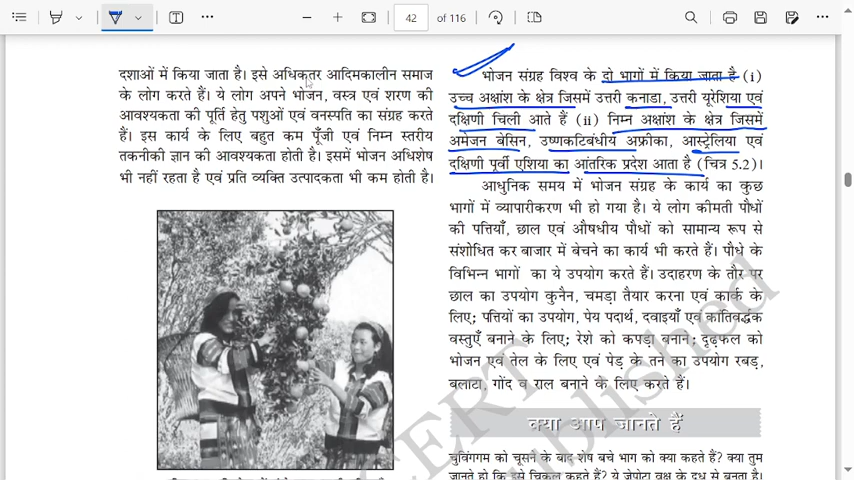 42 of 116
दशाओं में किया जाता है। इसे अधिकतर आदिमकालीन समाज
के लोग करते हैं। ये लोग अपने भोजन, वस्त्र एवं शरण की
आवश्यकता की पूर्ति हेतु पशुओं एवं वनस्पति का संग्रह करते
हैं। इस कार्य के लिए बहुत कम पूँजी एवं निम्न स्तरीय
तकनीकी ज्ञान की आवश्यकता होती है। इसमें भोजन अधिशेष
भी नहीं रहता है एवं प्रति व्यक्ति उत्पादकता भी कम होती है।
भोजन संग्रह विश्व के दो भागों में किया जाता है (i)
उच्च अक्षांश के क्षेत्र जिसमें उत्तरी कनाडा, उत्तरी यूरेशिया एवं
दक्षिणी चिली आते हैं (ii) निम्न अक्षांश के क्षेत्र जिसमें
अमेजन बेसिन, उष्णकटिबंधीय अफ्रीका, आस्ट्रेलिया एवं
दक्षिणी पूर्वी एशिया का आंतरिक प्रदेश आता है (चित्र 5.2)।
आधुनिक समय में भोजन संग्रह के कार्य का कुछ
भागों में व्यापारीकरण भी हो गया है। ये लोग कीमती पौधों
की पत्तियाँ, छाल एवं औषधीय पौधों को सामान्य रूप से
संशोधित कर बाजार में बेचने का कार्य भी करते हैं। पौधे के
विभिन्न भागों का ये उपयोग करते हैं। उदाहरण के तौर पर
छाल का उपयोग कुनैन, चमड़ा तैयार करना एवं कार्क के
लिए; पत्तियों का उपयोग, पेय पदार्थ, दवाइयाँ एवं कांतिवर्द्धक
वस्तुएँ बनाने के लिए; रेशे को कपड़ा बनाने; दृढ़फल को
भोजन एवं तेल के लिए एवं पेड़ के तने का उपयोग रबड़,
बलाटा, गोंद व राल बनाने के लिए करते हैं।
क्या आप जानते हैं
चुविंगगम को चूसने के बाद शेष बचे भाग को क्या कहते हैं? क्या तुम
जानते हो कि इसे चिकल कहते हैं? ये जेपोटा वृक्ष के दूध से बनता है।